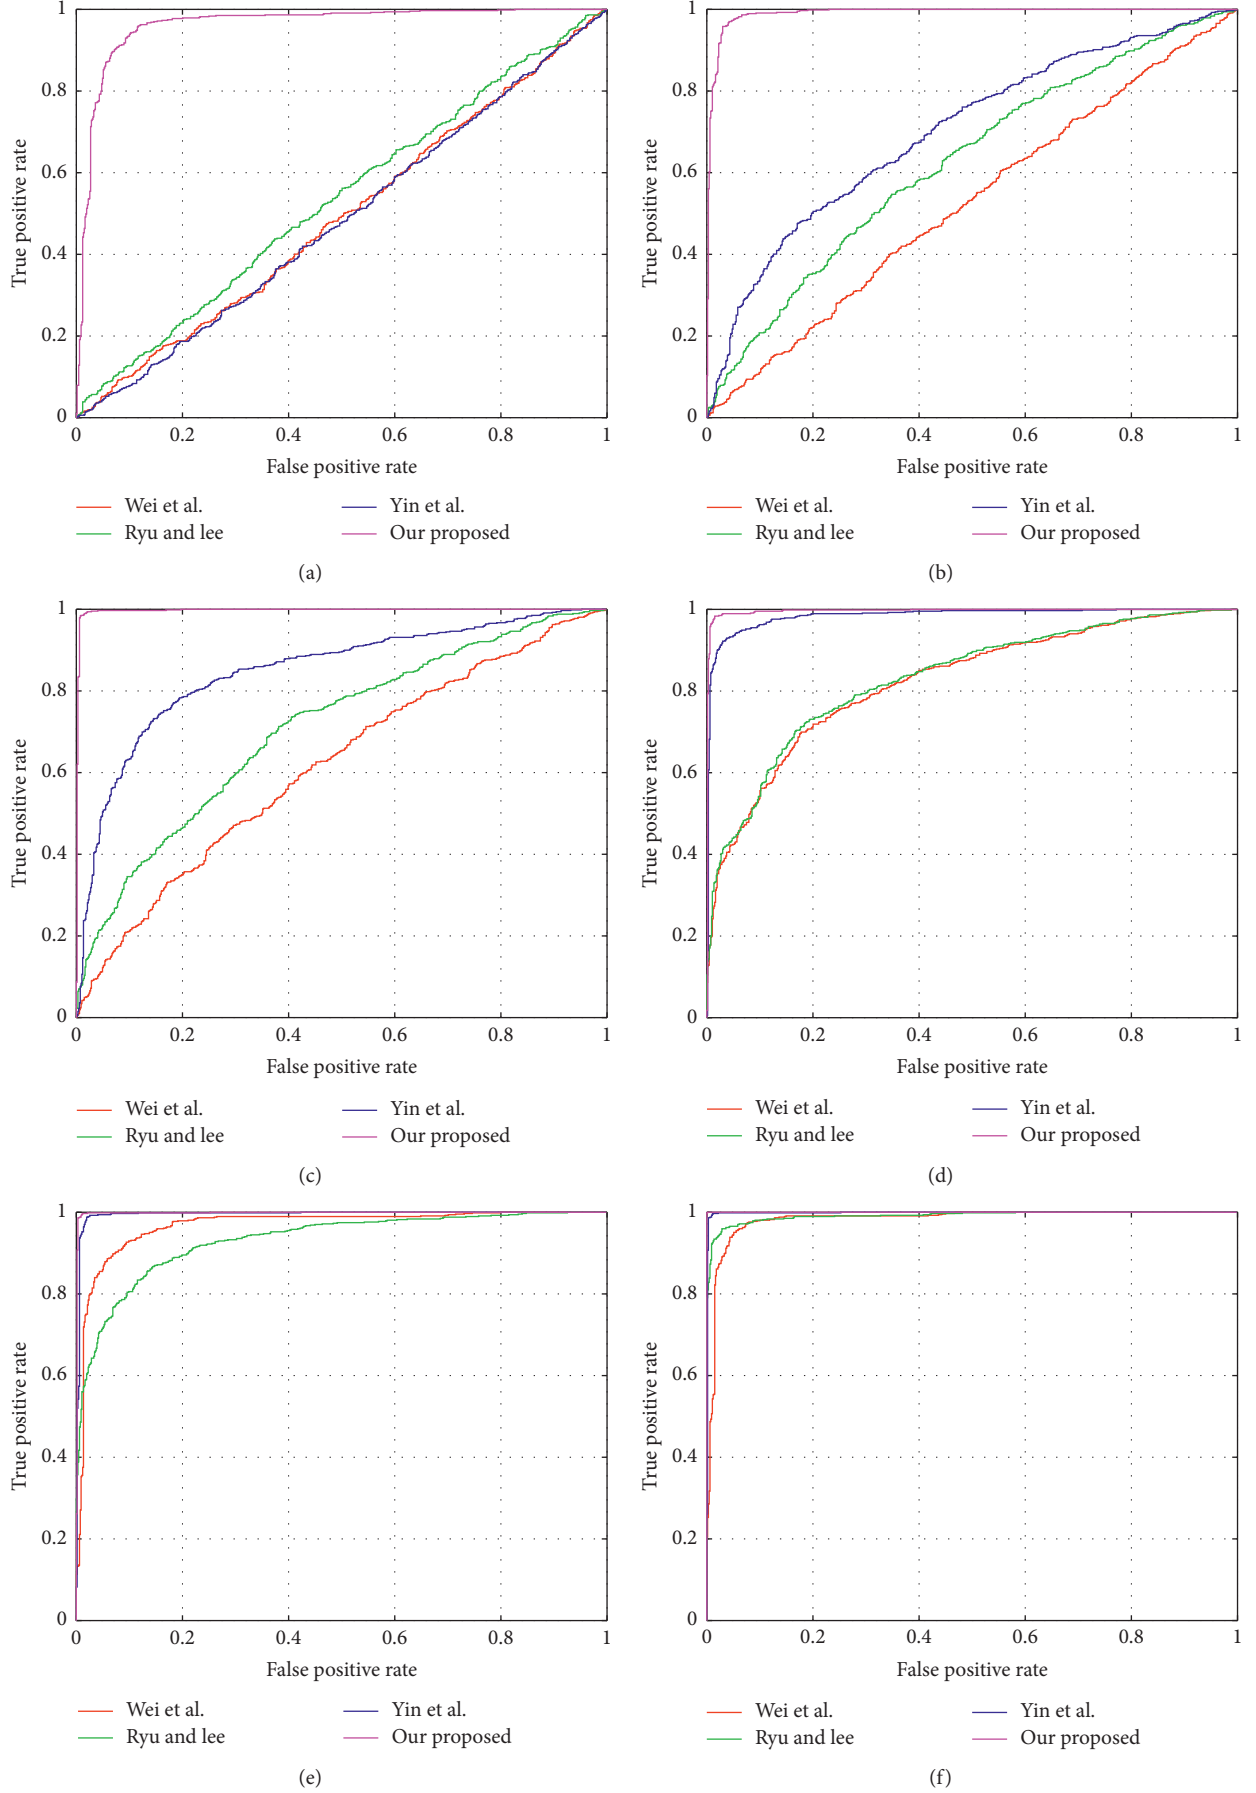 1
0.8
0.6
0.4
0.2
0
True positive rate
0 0.2 0.4 0.6 0.8 1
False positive rate
Wei et al. Yin et al.
Ryu and lee Our proposed
(a)
1
0.8
0.6
0.4
0.2
0
True positive rate
0 0.2 0.4 0.6 0.8 1
False positive rate
Wei et al. Yin et al.
Ryu and lee Our proposed
(b)
1
0.8
0.6
0.4
0.2
0
True positive rate
0 0.2 0.4 0.6 0.8 1
False positive rate
Wei et al. Yin et al.
Ryu and lee Our proposed
(c)
1
0.8
0.6
0.4
0.2
0
True positive rate
0 0.2 0.4 0.6 0.8 1
False positive rate
Wei et al. Yin et al.
Ryu and lee Our proposed
(d)
1
0.8
0.6
0.4
0.2
0
True positive rate
0 0.2 0.4 0.6 0.8 1
False positive rate
Wei et al. Yin et al.
Ryu and lee Our proposed
(e)
1
0.8
0.6
0.4
0.2
0
True positive rate
0 0.2 0.4 0.6 0.8 1
False positive rate
Wei et al. Yin et al.
Ryu and lee Our proposed
(f)